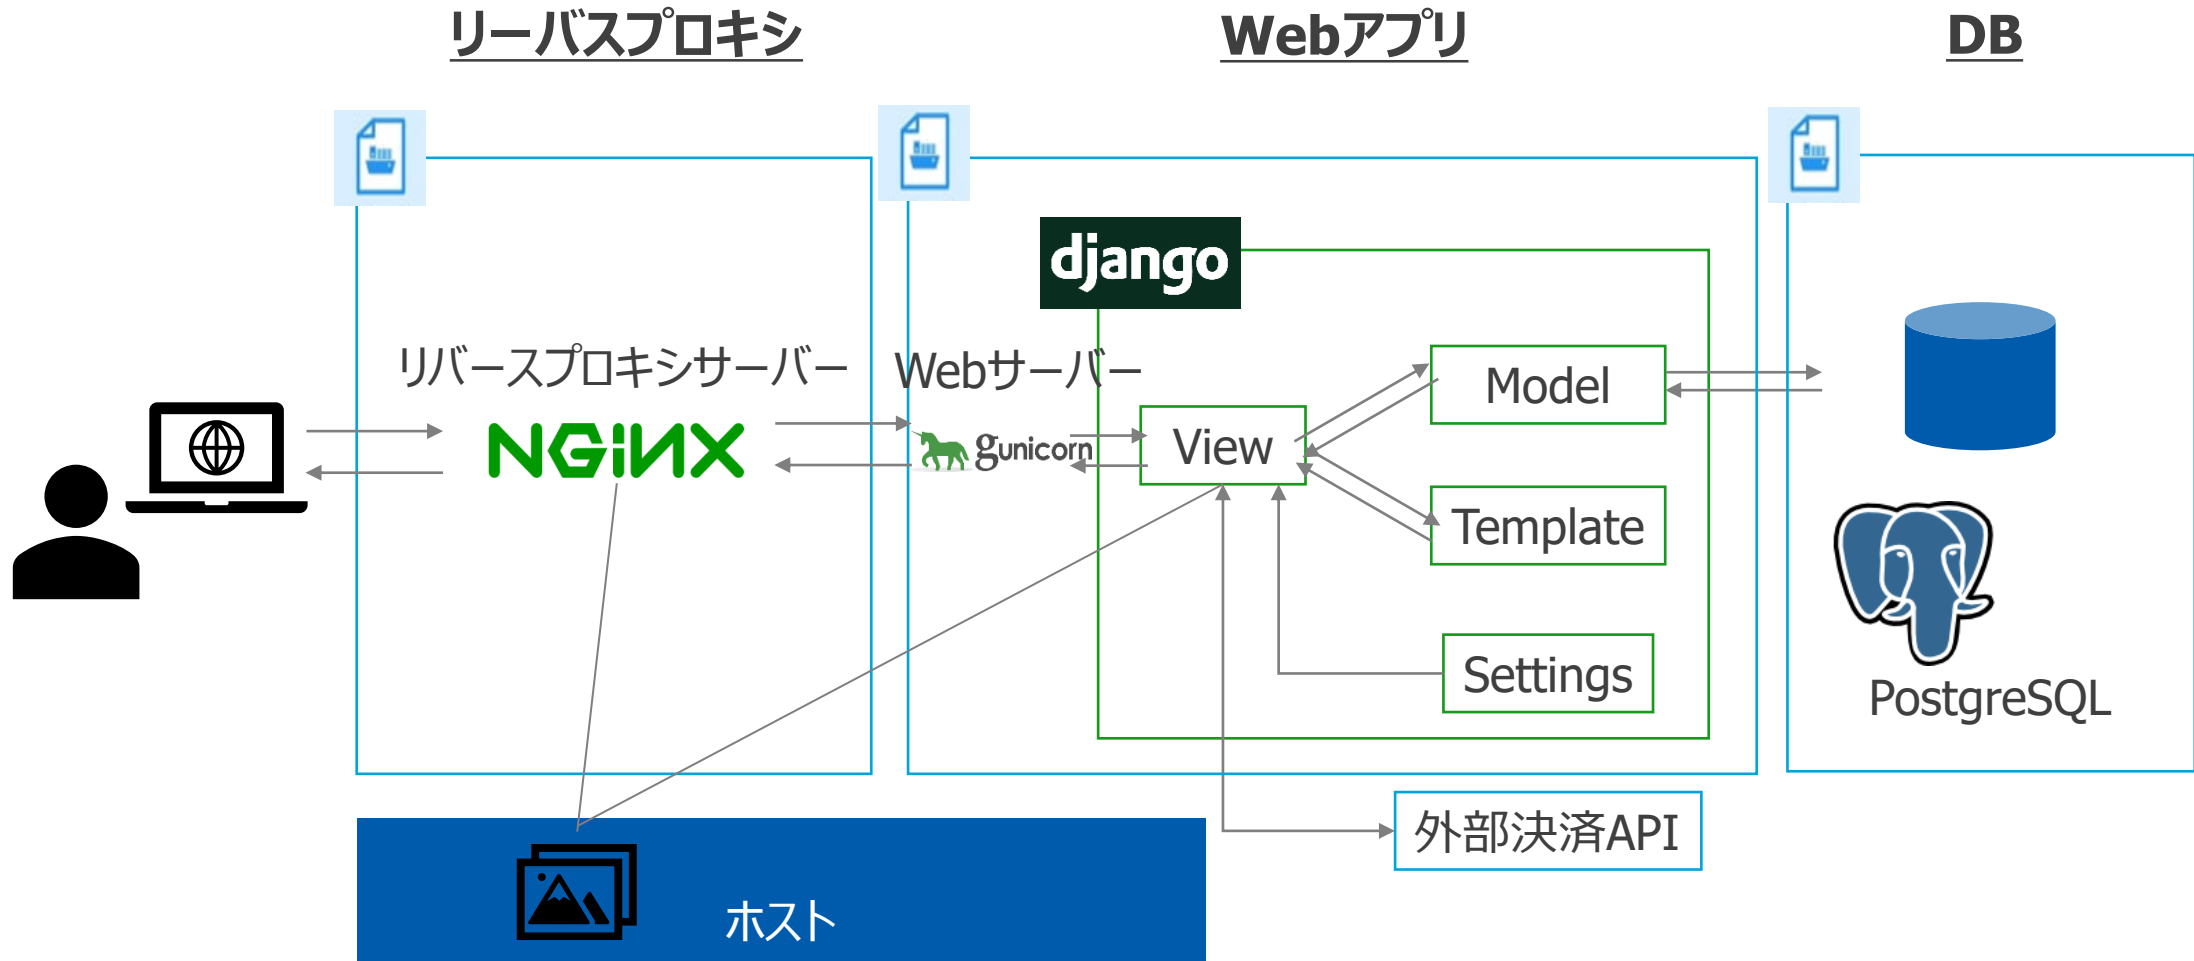 リーバスプロキシ
Webアプリ
DB
django
リバースプロキシサーバー
Webサーバー
NGINX
gunicorn
View
Model
Template
Settings
PostgreSQL
外部決済API
ホスト